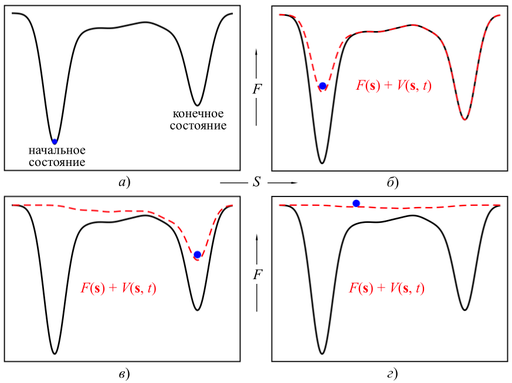 начальное
состояние
конечное
состояние
а)
F
F(s) + V(s, t)
S
б)
F(s) + V(s, t)
в)
F
F(s) + V(s, t)
г)